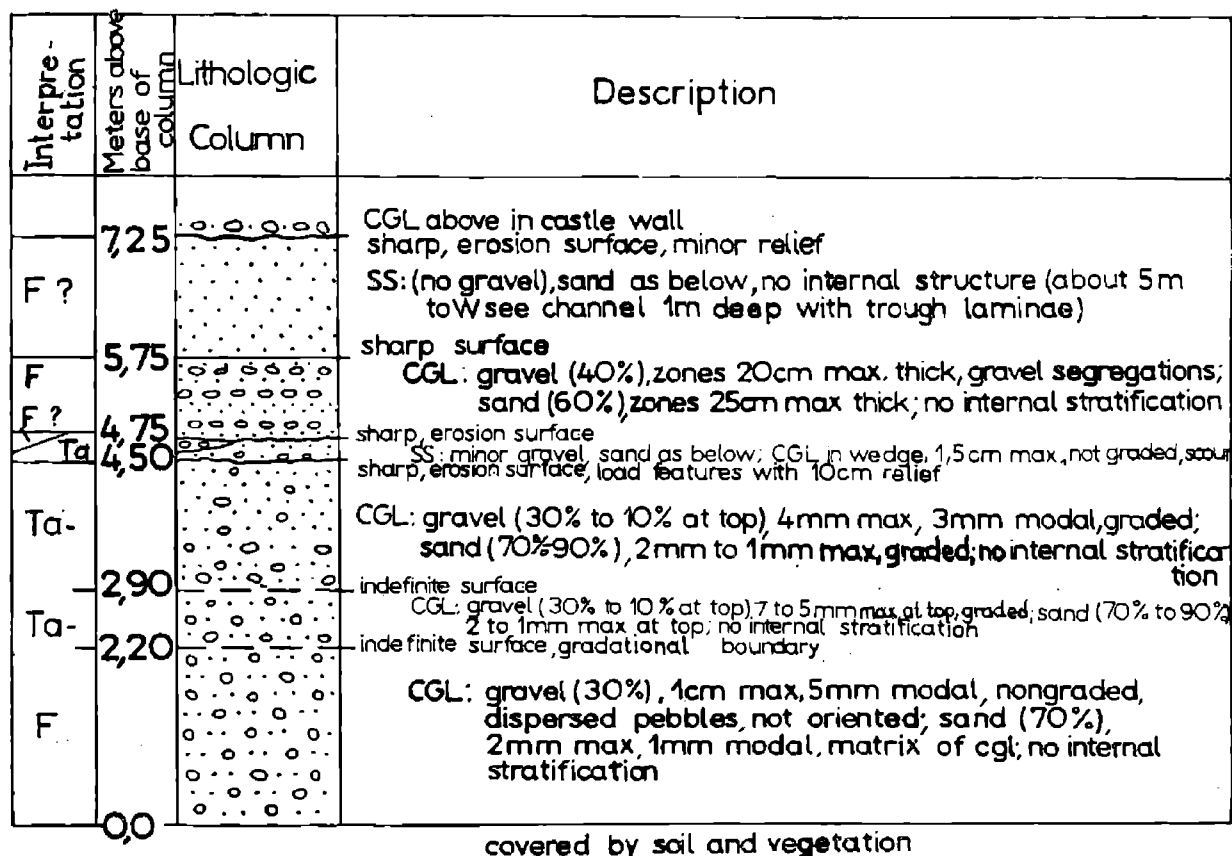 Interpre-
tation
Meters above
base of
column
Lithologic
Column
Description
CGL above in castle wall
7,25
sharp, erosion surface, minor relief
F ?
SS: (no gravel), sand as below, no internal structure (about 5m
to W see channel 1m deep with trough laminae)
5,75
sharp surface
F
CGL: gravel (40%), zones 20cm max. thick, gravel segregations;
sand (60%), zones 25cm max thick; no internal stratification
F ?
4,75
sharp, erosion surface
Ta
SS: minor gravel, sand as below; CGL in wedge, 1,5cm max, not graded, scour
4,50
sharp, erosion surface, load features with 10cm relief
Ta-
CGL: gravel (30% to 10% at top), 4mm max, 3mm modal, graded;
sand (70%-90%), 2mm to 1mm max, graded; no internal stratifica
tion
2,90
indefinite surface
Ta-
CGL: gravel (30% to 10% at top) 7 to 5mm max at top, graded; sand (70% to 90%)
2 to 1mm max at top; no internal stratification
2,20
indefinite surface, gradational boundary
F
CGL: gravel (30%), 1cm max, 5mm modal, nongraded,
dispersed pebbles, not oriented; sand (70%),
2mm max, 1mm modal, matrix of cgl; no internal
stratification
0,0
covered by soil and vegetation